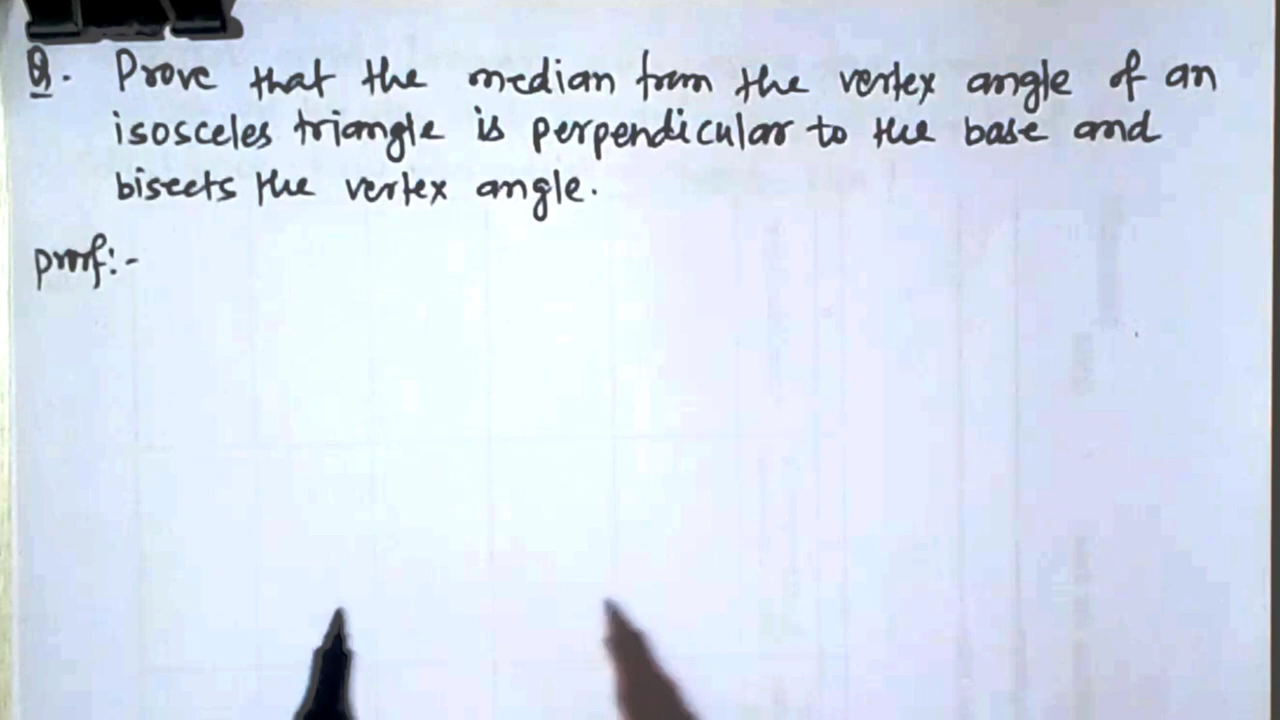 Q. Prove that the median from the vertex angle of an
isosceles triangle is perpendicular to the base and
bisects the vertex angle.
proof:-